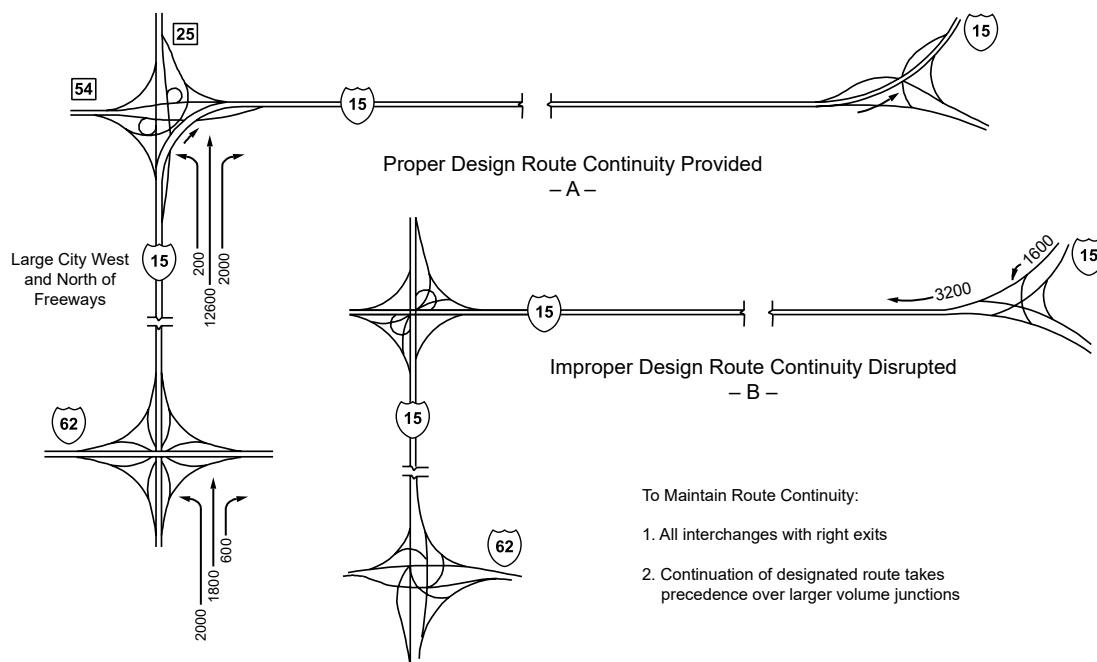 25
54
15
15
Proper Design Route Continuity Provided
– A –
200
12600
2000
Large City West
and North of
Freeways
15
62
2000
1800
600
1600
15
3200
15
Improper Design Route Continuity Disrupted
– B –
15
62
To Maintain Route Continuity:
1. All interchanges with right exits
2. Continuation of designated route takes
precedence over larger volume junctions